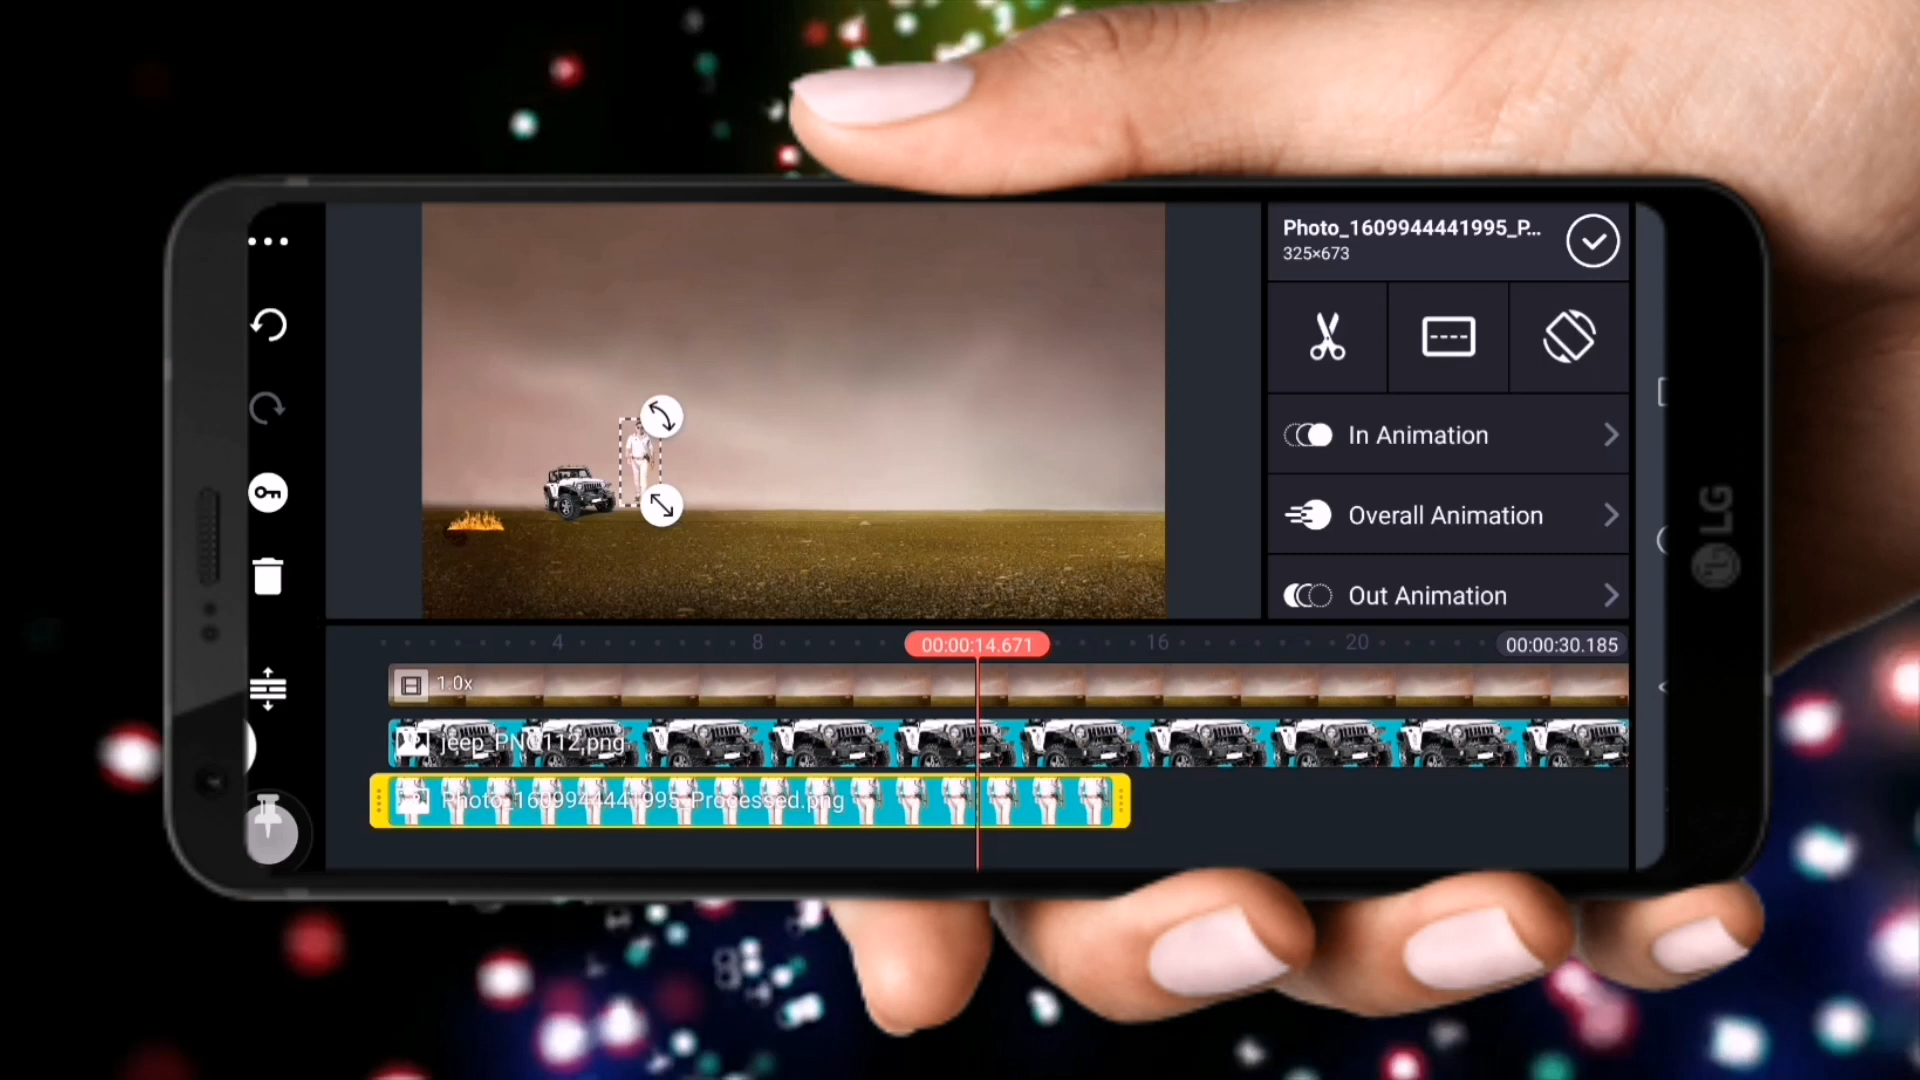 Photo_1609944441995_P...
325×673
In Animation
Overall Animation
Out Animation
4
8
00:00:14.671
16
20
00:00:30.185
1.0x
jeep_PNG112,png
Photo_1609944441995_Processed.png
LG